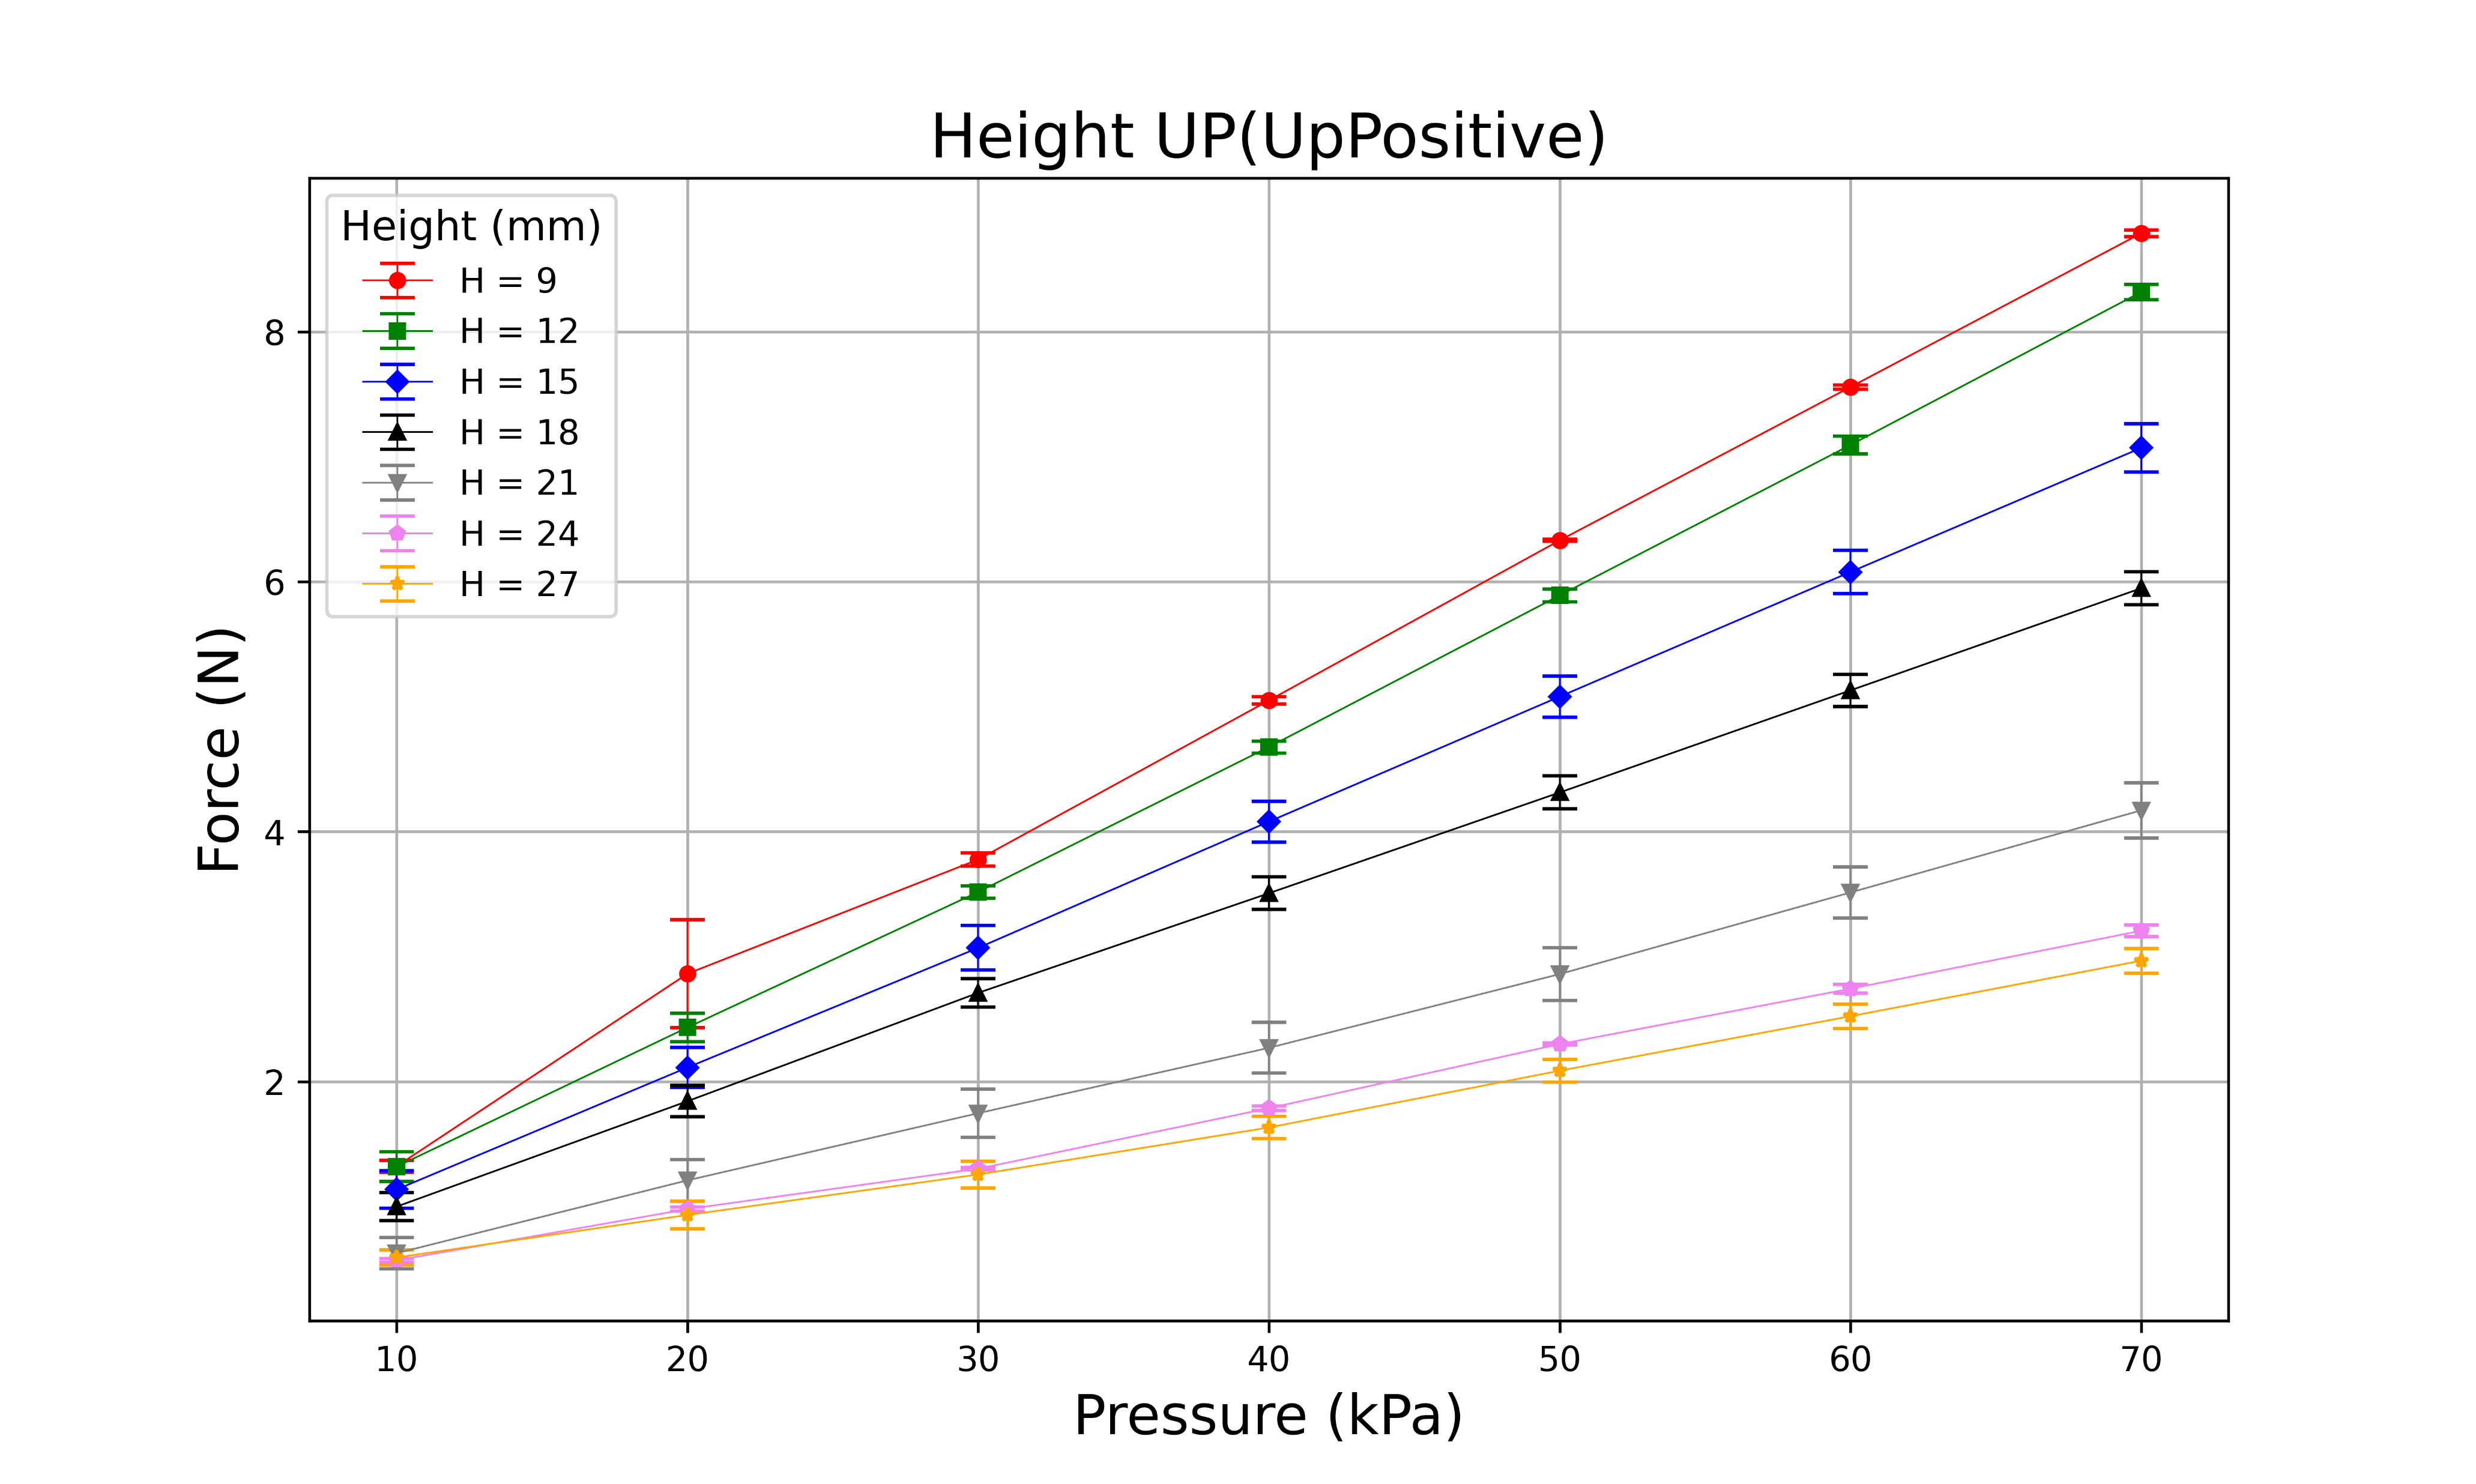 Height UP(UpPositive)
Height (mm)
H = 9
H = 12
H = 15
H = 18
H = 21
H = 24
H = 27
8
6
4
2
Force (N)
10 20 30 40 50 60 70
Pressure (kPa)